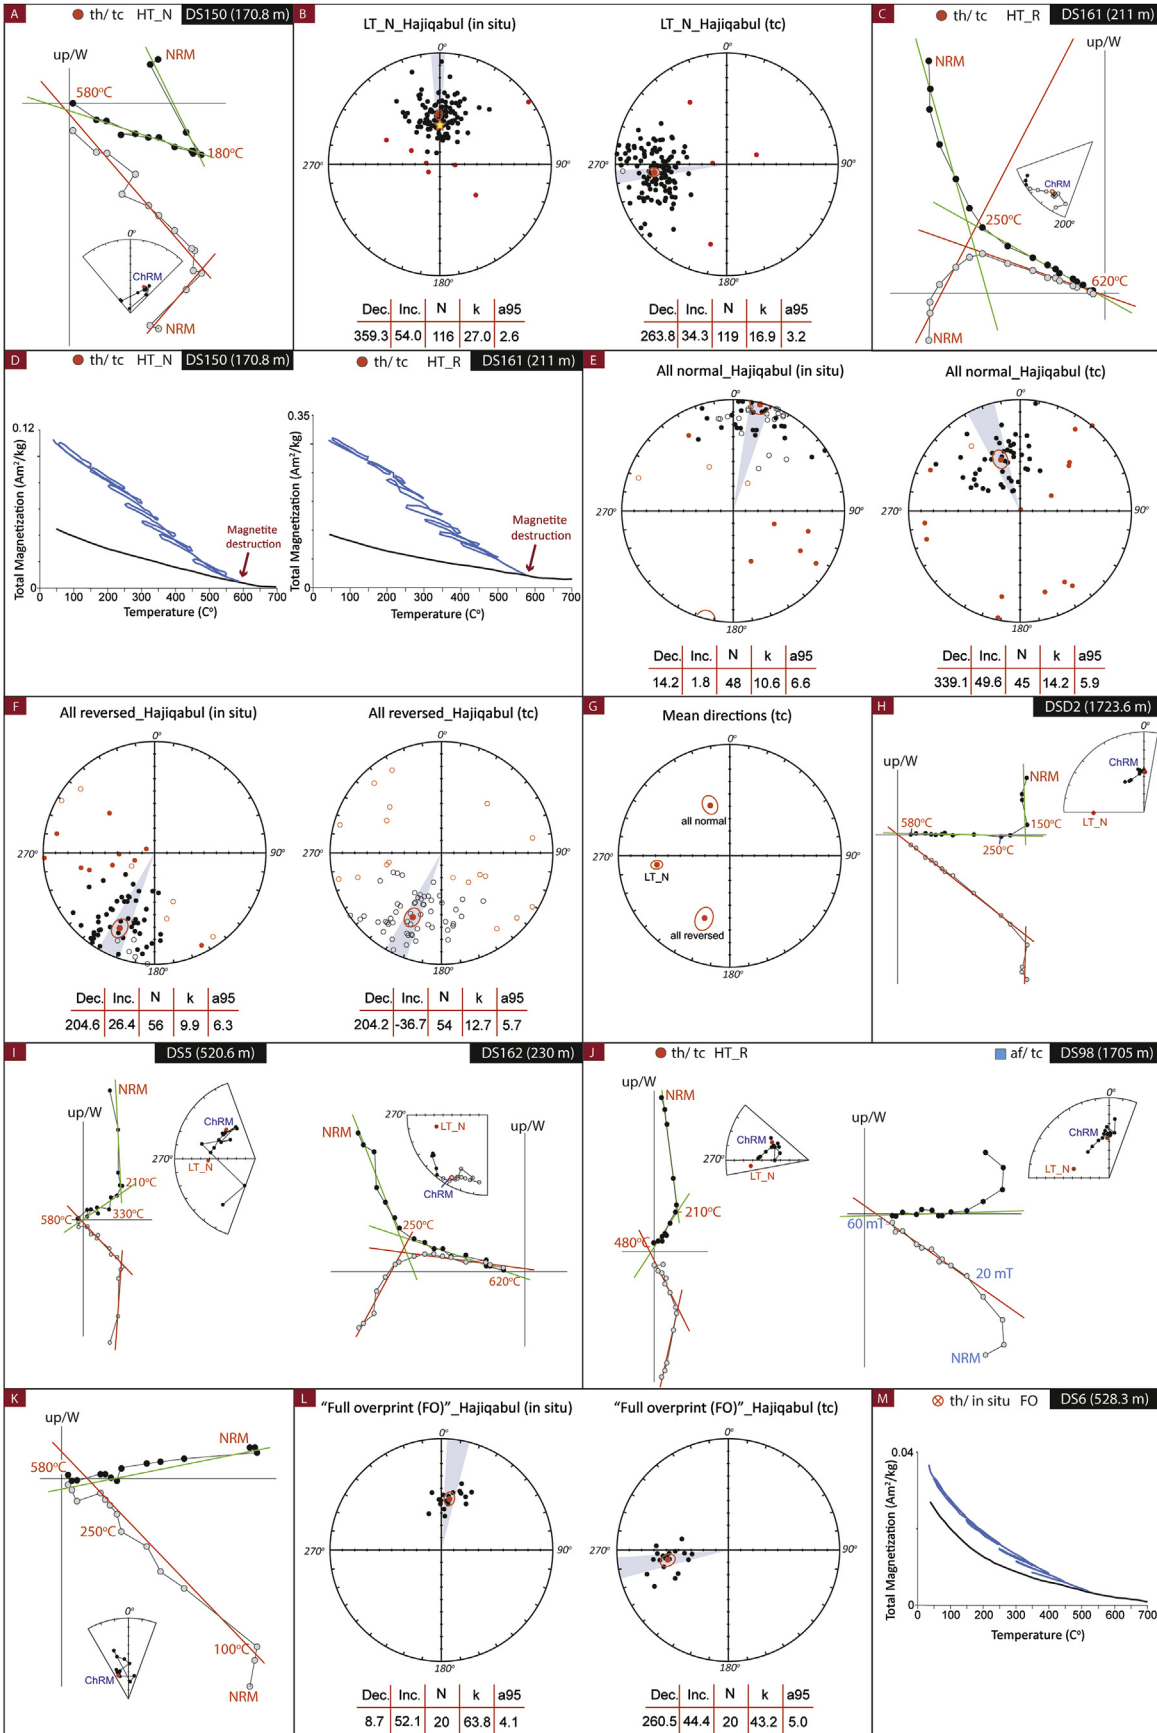 A
th/ tc HT_N DS150 (170.8 m)
up/W
NRM
580°C
180°C
0°
ChRM
NRM
B
LT_N_Hajiqabul (in situ)
0°
270°
90°
180°
Dec. Inc. N k a95
359.3 54.0 116 27.0 2.6
LT_N_Hajiqabul (tc)
0°
270°
90°
180°
Dec. Inc. N k a95
263.8 34.3 119 16.9 3.2
C
th/ tc HT_R DS161 (211 m)
up/W
NRM
ChRM
200°
250°C
620°C
NRM
D
th/ tc HT_N DS150 (170.8 m)
Total Magnetization (Am²/kg)
0.12
0
Magnetite
destruction
0 100 200 300 400 500 600 700
Temperature (C°)
th/ tc HT_R DS161 (211 m)
Total Magnetization (Am²/kg)
0.35
0
Magnetite
destruction
0 100 200 300 400 500 600 700
Temperature (C°)
E
All normal_Hajiqabul (in situ)
0°
270°
90°
180°
Dec. Inc. N k a95
14.2 1.8 48 10.6 6.6
All normal_Hajiqabul (tc)
0°
270°
90°
180°
Dec. Inc. N k a95
339.1 49.6 45 14.2 5.9
F
All reversed_Hajiqabul (in situ)
0°
270°
90°
180°
Dec. Inc. N k a95
204.6 26.4 56 9.9 6.3
All reversed_Hajiqabul (tc)
0°
270°
90°
180°
Dec. Inc. N k a95
204.2 -36.7 54 12.7 5.7
G
Mean directions (tc)
0°
all normal
270°
90°
LT_N
all reversed
180°
H
DSD2 (1723.6 m)
0°
up/W
ChRM
NRM
LT_N
580°C
150°C
250°C
I
DS5 (520.6 m)
NRM
up/W
ChRM
270°
LT_N
210°C
330°C
580°C
DS162 (230 m)
270°
LT_N
up/W
NRM
ChRM
250°C
620°C
J
th/ tc HT_R
up/W
NRM
ChRM
270°
LT_N
210°C
480°C
af/ tc DS98 (1705 m)
0°
ChRM
LT_N
up/W
60 mT
20 mT
NRM
K
up/W
NRM
580°C
250°C
0°
ChRM
100°C
NRM
L
“Full overprint (FO)”_Hajiqabul (in situ)
0°
270°
90°
180°
Dec. Inc. N k a95
8.7 52.1 20 63.8 4.1
“Full overprint (FO)”_Hajiqabul (tc)
0°
270°
90°
180°
Dec. Inc. N k a95
260.5 44.4 20 43.2 5.0
M
th/ in situ FO DS6 (528.3 m)
Total Magnetization (Am²/kg)
0.04
0
0 100 200 300 400 500 600 700
Temperature (C°)